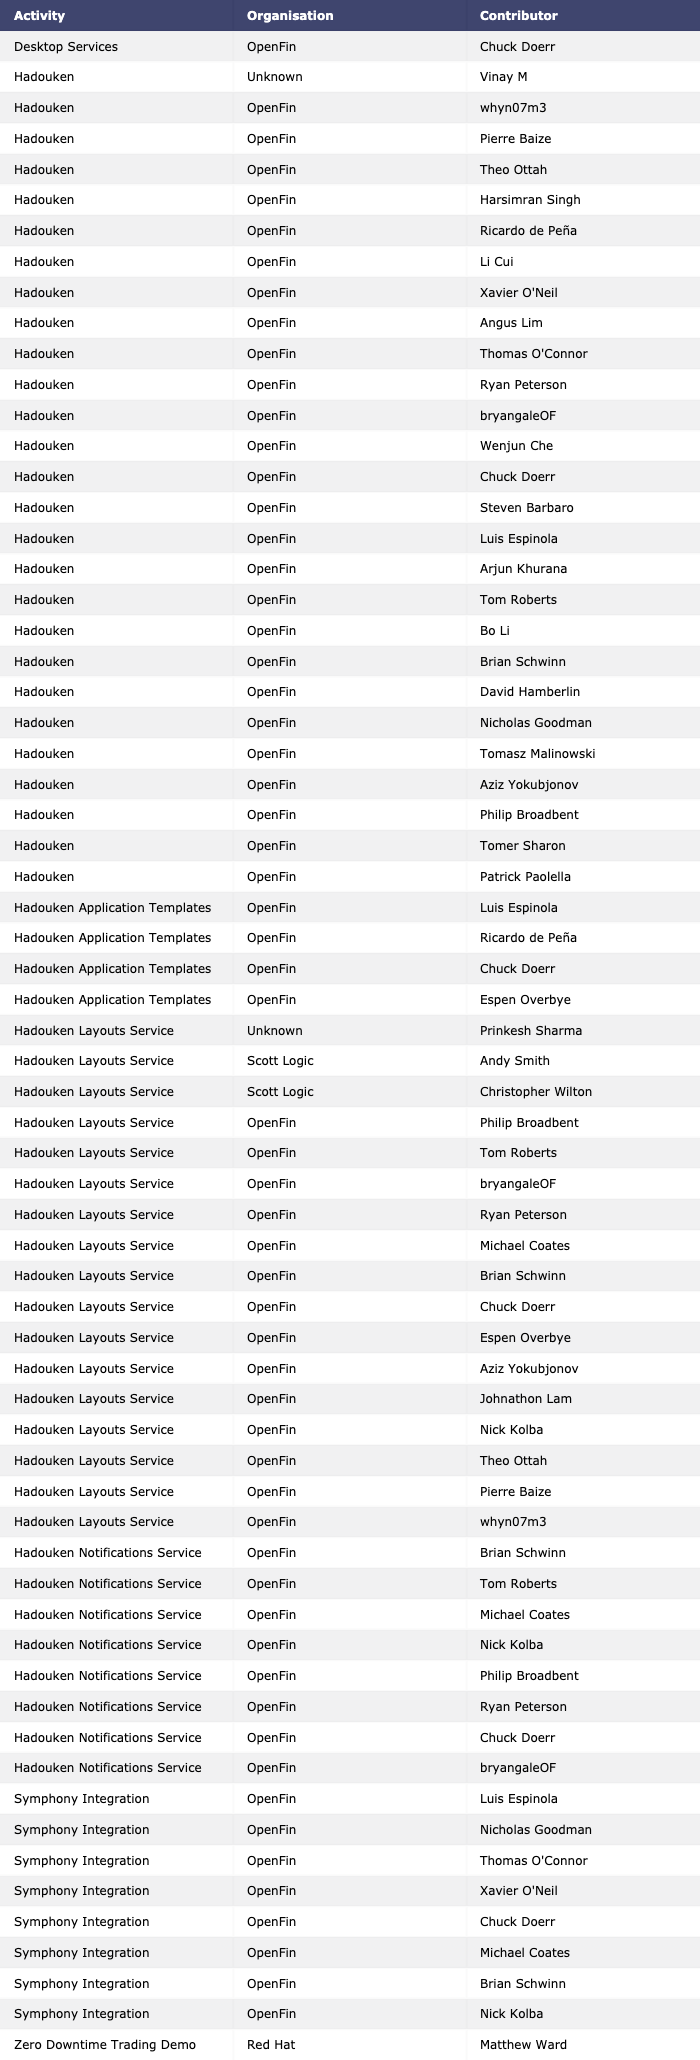 Activity Organisation Contributor
Desktop Services OpenFin Chuck Doerr
Hadouken Unknown Vinay M
Hadouken OpenFin whyn07m3
Hadouken OpenFin Pierre Baize
Hadouken OpenFin Theo Ottah
Hadouken OpenFin Harsimran Singh
Hadouken OpenFin Ricardo de Peña
Hadouken OpenFin Li Cui
Hadouken OpenFin Xavier O'Neil
Hadouken OpenFin Angus Lim
Hadouken OpenFin Thomas O'Connor
Hadouken OpenFin Ryan Peterson
Hadouken OpenFin bryangaleOF
Hadouken OpenFin Wenjun Che
Hadouken OpenFin Chuck Doerr
Hadouken OpenFin Steven Barbaro
Hadouken OpenFin Luis Espinola
Hadouken OpenFin Arjun Khurana
Hadouken OpenFin Tom Roberts
Hadouken OpenFin Bo Li
Hadouken OpenFin Brian Schwinn
Hadouken OpenFin David Hamberlin
Hadouken OpenFin Nicholas Goodman
Hadouken OpenFin Tomasz Malinowski
Hadouken OpenFin Aziz Yokubjonov
Hadouken OpenFin Philip Broadbent
Hadouken OpenFin Tomer Sharon
Hadouken OpenFin Patrick Paolella
Hadouken Application Templates OpenFin Luis Espinola
Hadouken Application Templates OpenFin Ricardo de Peña
Hadouken Application Templates OpenFin Chuck Doerr
Hadouken Application Templates OpenFin Espen Overbye
Hadouken Layouts Service Unknown Prinkesh Sharma
Hadouken Layouts Service Scott Logic Andy Smith
Hadouken Layouts Service Scott Logic Christopher Wilton
Hadouken Layouts Service OpenFin Philip Broadbent
Hadouken Layouts Service OpenFin Tom Roberts
Hadouken Layouts Service OpenFin bryangaleOF
Hadouken Layouts Service OpenFin Ryan Peterson
Hadouken Layouts Service OpenFin Michael Coates
Hadouken Layouts Service OpenFin Brian Schwinn
Hadouken Layouts Service OpenFin Chuck Doerr
Hadouken Layouts Service OpenFin Espen Overbye
Hadouken Layouts Service OpenFin Aziz Yokubjonov
Hadouken Layouts Service OpenFin Johnathon Lam
Hadouken Layouts Service OpenFin Nick Kolba
Hadouken Layouts Service OpenFin Theo Ottah
Hadouken Layouts Service OpenFin Pierre Baize
Hadouken Layouts Service OpenFin whyn07m3
Hadouken Notifications Service OpenFin Brian Schwinn
Hadouken Notifications Service OpenFin Tom Roberts
Hadouken Notifications Service OpenFin Michael Coates
Hadouken Notifications Service OpenFin Nick Kolba
Hadouken Notifications Service OpenFin Philip Broadbent
Hadouken Notifications Service OpenFin Ryan Peterson
Hadouken Notifications Service OpenFin Chuck Doerr
Hadouken Notifications Service OpenFin bryangaleOF
Symphony Integration OpenFin Luis Espinola
Symphony Integration OpenFin Nicholas Goodman
Symphony Integration OpenFin Thomas O'Connor
Symphony Integration OpenFin Xavier O'Neil
Symphony Integration OpenFin Chuck Doerr
Symphony Integration OpenFin Michael Coates
Symphony Integration OpenFin Brian Schwinn
Symphony Integration OpenFin Nick Kolba
Zero Downtime Trading Demo Red Hat Matthew Ward